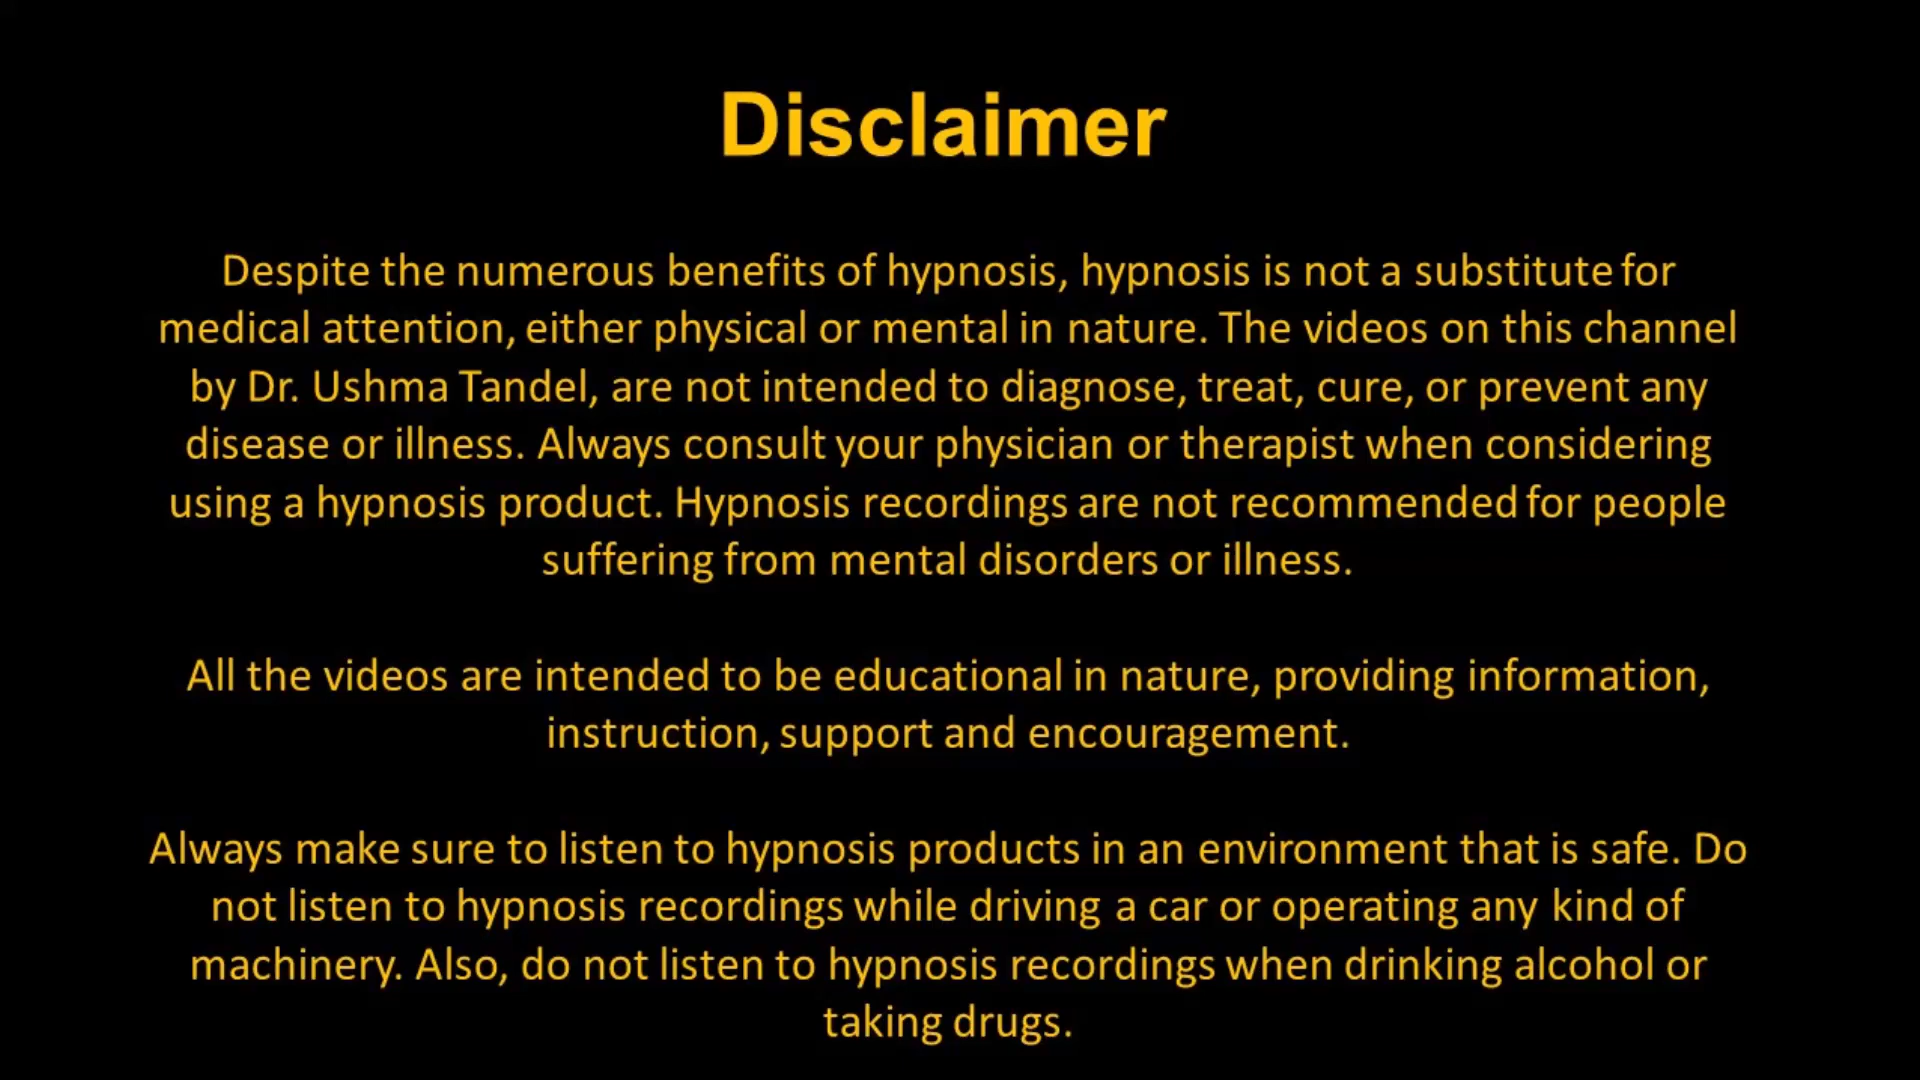 Disclaimer
Despite the numerous benefits of hypnosis, hypnosis is not a substitute for
medical attention, either physical or mental in nature. The videos on this channel
by Dr. Ushma Tandel, are not intended to diagnose, treat, cure, or prevent any
disease or illness. Always consult your physician or therapist when considering
using a hypnosis product. Hypnosis recordings are not recommended for people
suffering from mental disorders or illness.
All the videos are intended to be educational in nature, providing information,
instruction, support and encouragement.
Always make sure to listen to hypnosis products in an environment that is safe. Do
not listen to hypnosis recordings while driving a car or operating any kind of
machinery. Also, do not listen to hypnosis recordings when drinking alcohol or
taking drugs.